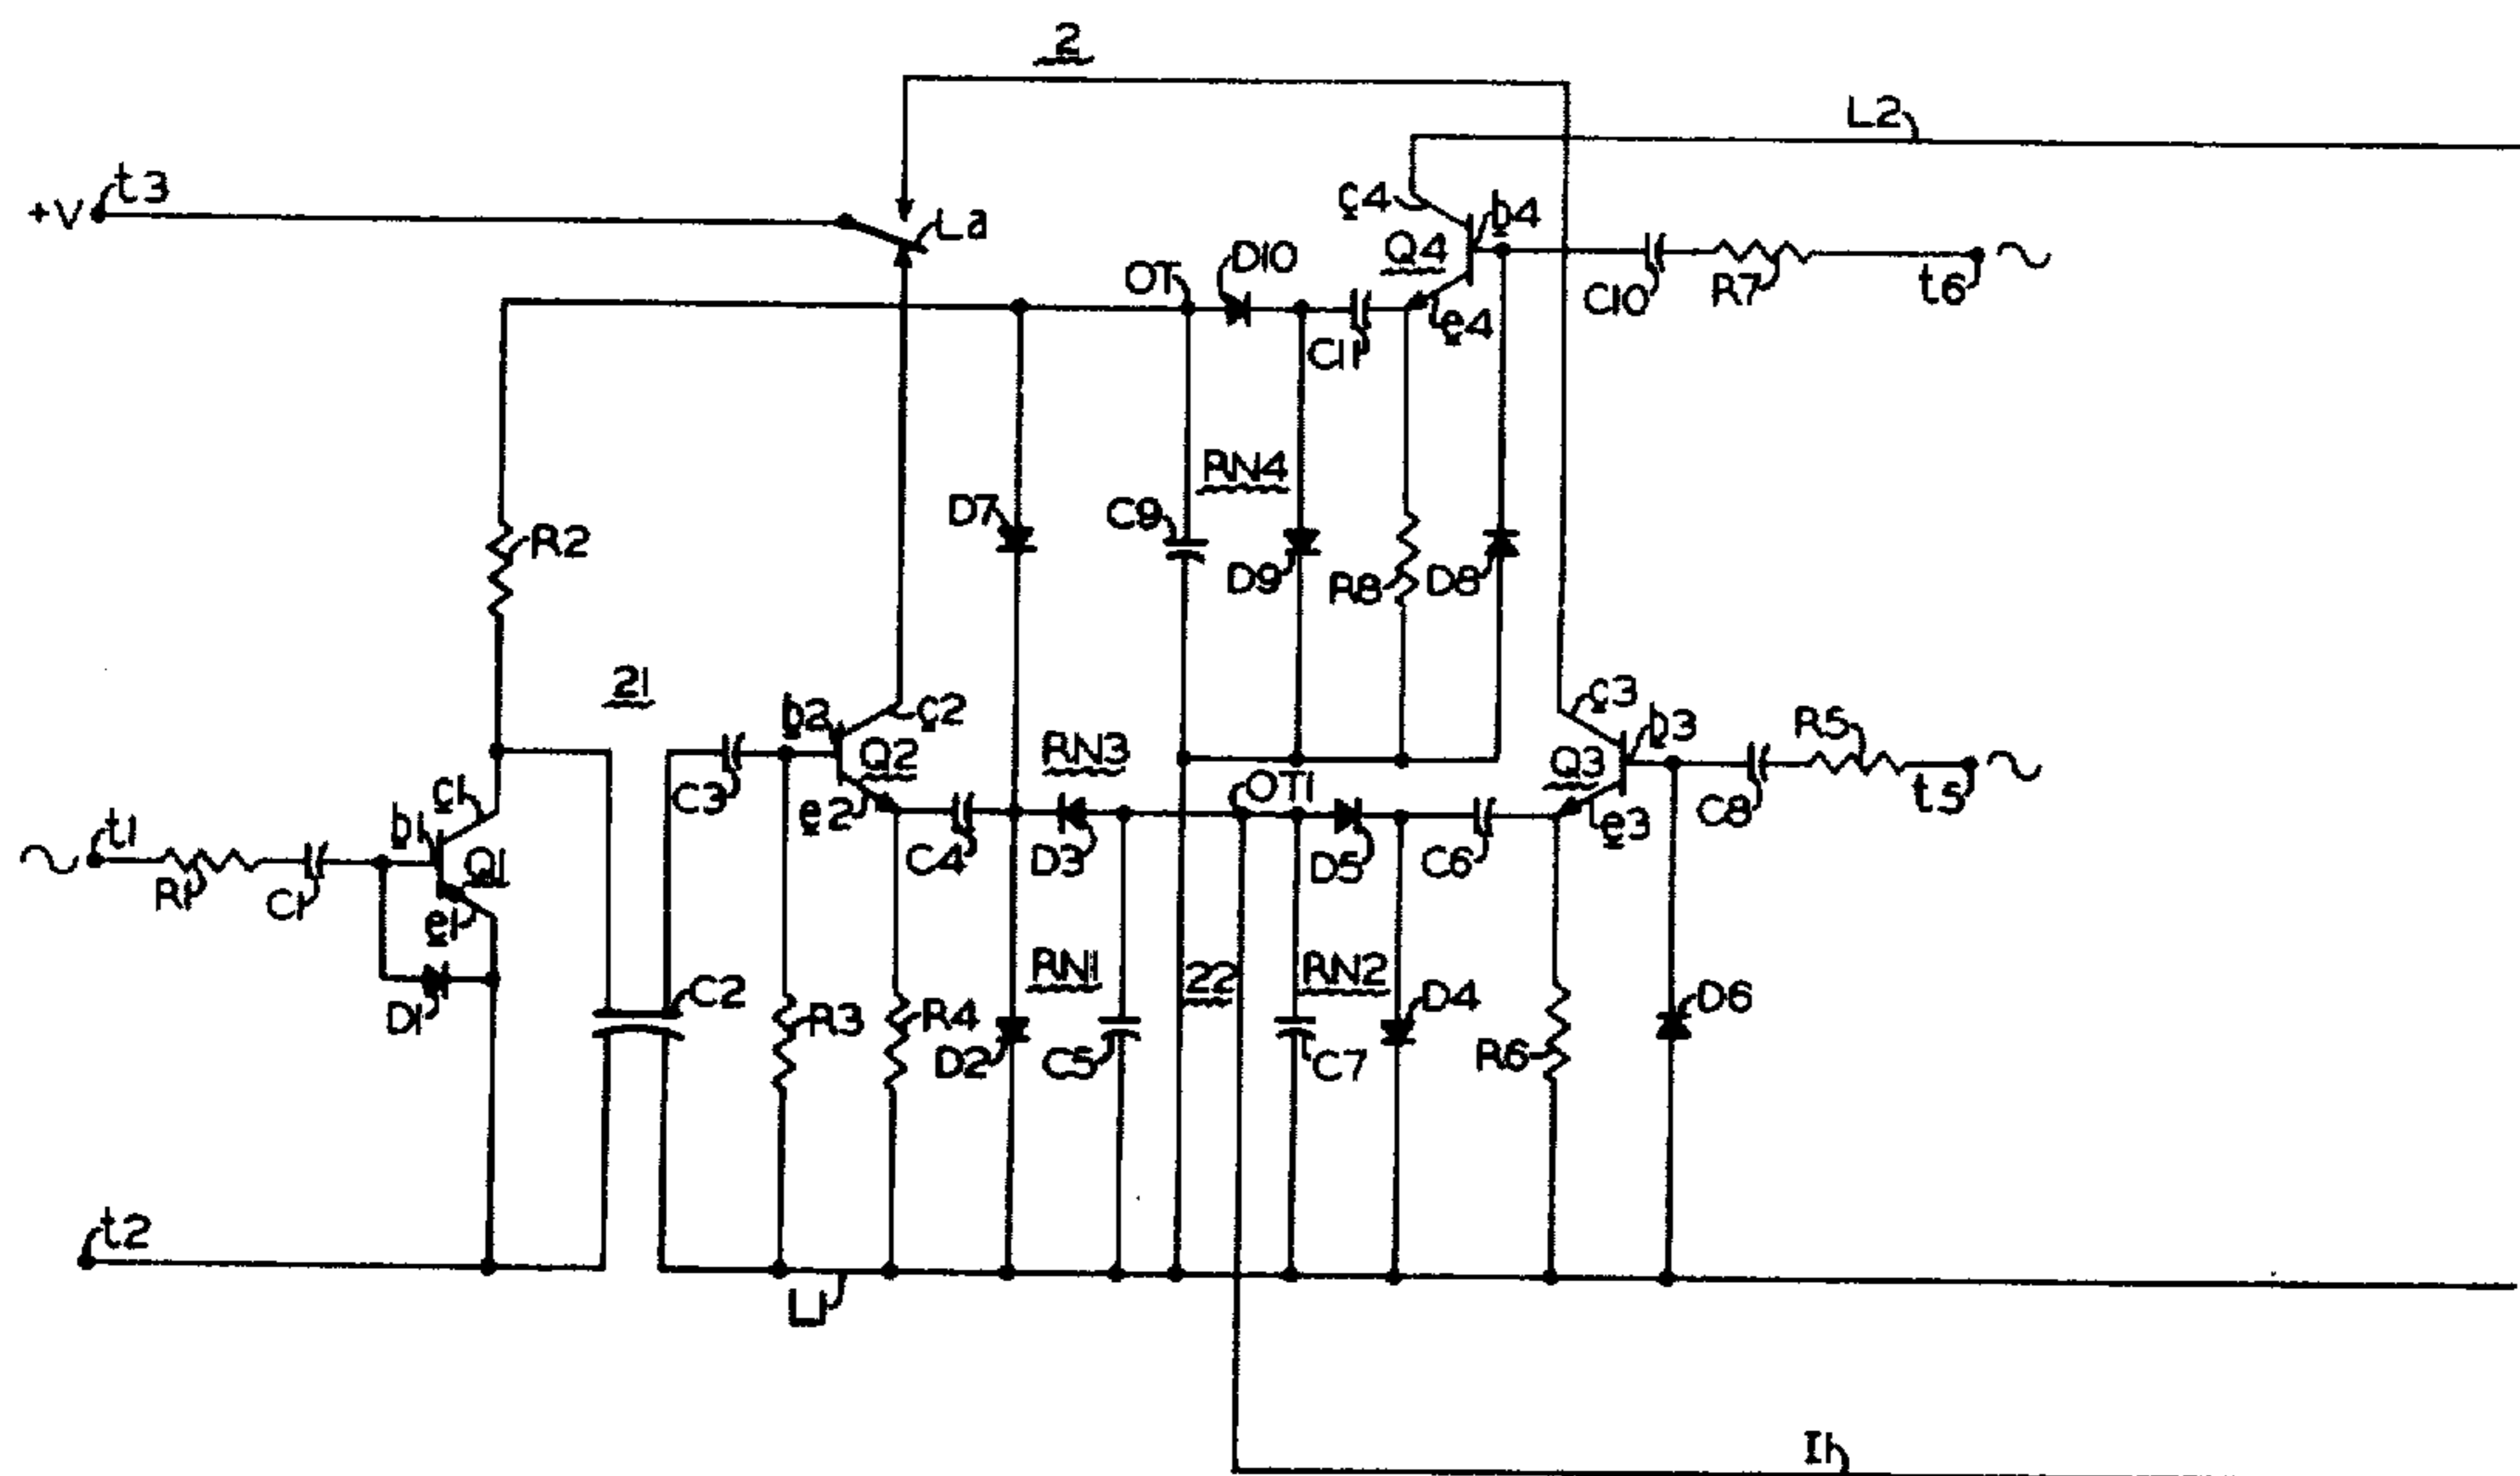 2
L2
t3
+V
La
c4
b4
Q4
D10
OT
e4
C10
R7
t6
C11
RN4
D7
C9
R2
D9
R8
D8
21
b2
c2
Q2
RN3
c3
b3
R5
Q3
OT1
C3
e2
t5
C8
e3
c1
b1
t1
Q1
R1
C1
e1
C4
D3
D5
C6
RN1
22
RN2
D4
D6
C2
D1
R3
R4
D2
C5
C7
R6
t2
L1
I1